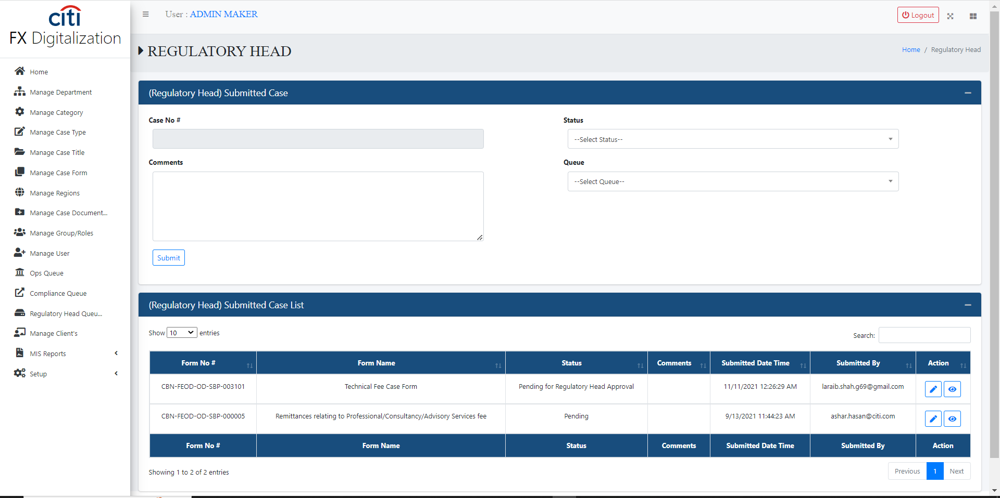 citi
FX Digitalization
Home
Manage Department
Manage Category
Manage Case Type
Manage Case Title
Manage Case Form
Manage Regions
Manage Case Document...
Manage Group/Roles
Manage User
Ops Queue
Compliance Queue
Regulatory Head Queu...
Manage Client's
MIS Reports
Setup
User : ADMIN MAKER
Logout
REGULATORY HEAD
Home / Regulatory Head
(Regulatory Head) Submitted Case
Case No #
Status
--Select Status--
Comments
Queue
--Select Queue--
Submit
(Regulatory Head) Submitted Case List
Show 10 entries
Search:
Form No # Form Name Status Comments Submitted Date Time Submitted By Action
CBN-FEOD-OD-SBP-003101 Technical Fee Case Form Pending for Regulatory Head Approval 11/11/2021 12:26:29 AM laraib.shah.g69@gmail.com
CBN-FEOD-OD-SBP-000005 Remittances relating to Professional/Consultancy/Advisory Services fee Pending 9/13/2021 11:44:23 AM ashar.hasan@citi.com
Form No # Form Name Status Comments Submitted Date Time Submitted By Action
Showing 1 to 2 of 2 entries
Previous 1 Next